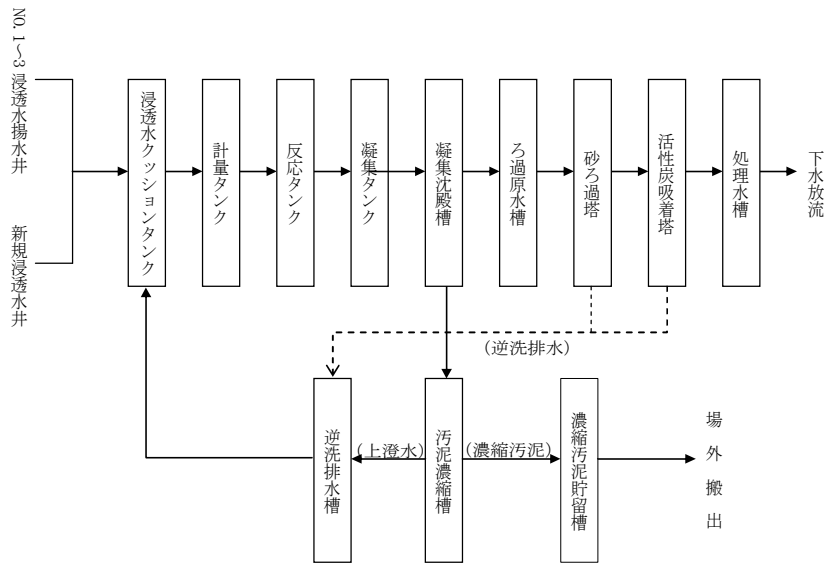 NO.1～3浸透水揚水井
新規浸透水井
浸透水クッションタンク
計量タンク
反応タンク
凝集タンク
凝集沈殿槽
ろ過原水槽
砂ろ過塔
活性炭吸着塔
処理水槽
下水放流
(逆洗排水)
逆洗排水槽
(上澄水)
汚泥濃縮槽
(濃縮汚泥)
濃縮汚泥貯留槽
場外搬出